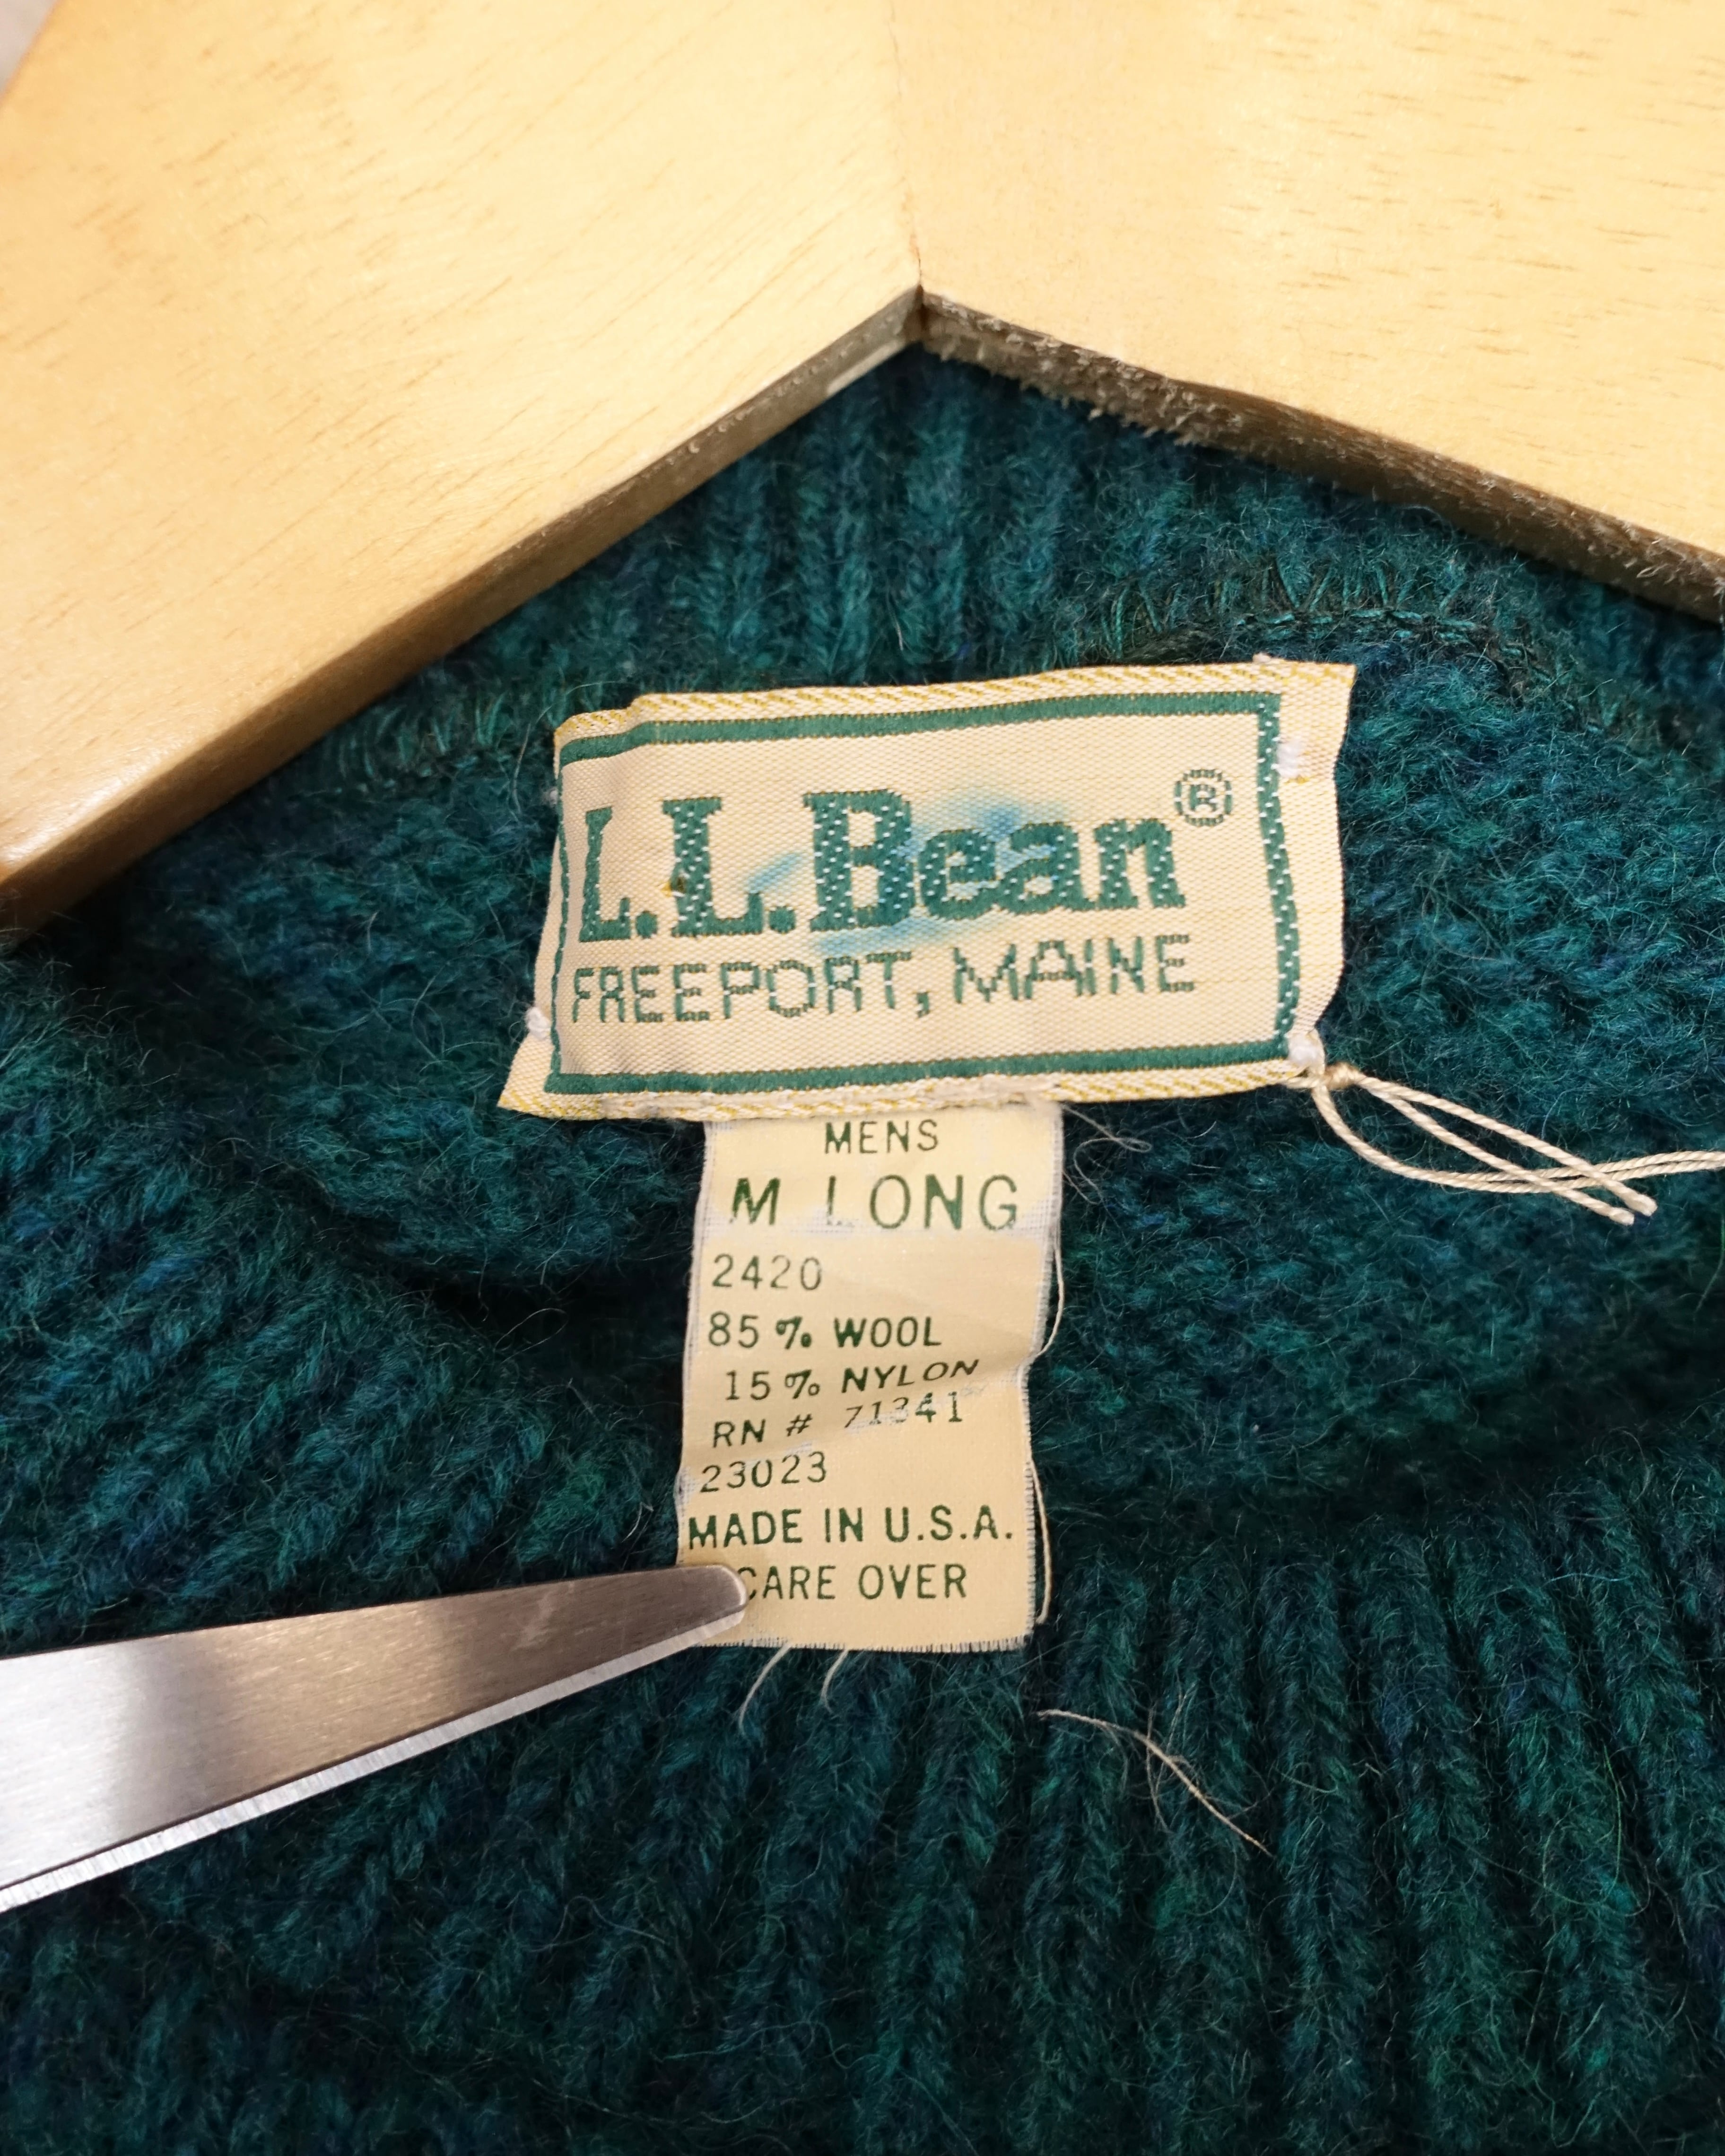 L.L.Bean®
FREEPORT, MAINE
MENS
M LONG
2420
85% WOOL
15% NYLON
RN # 71341
23023
MADE IN U.S.A.
CARE OVER